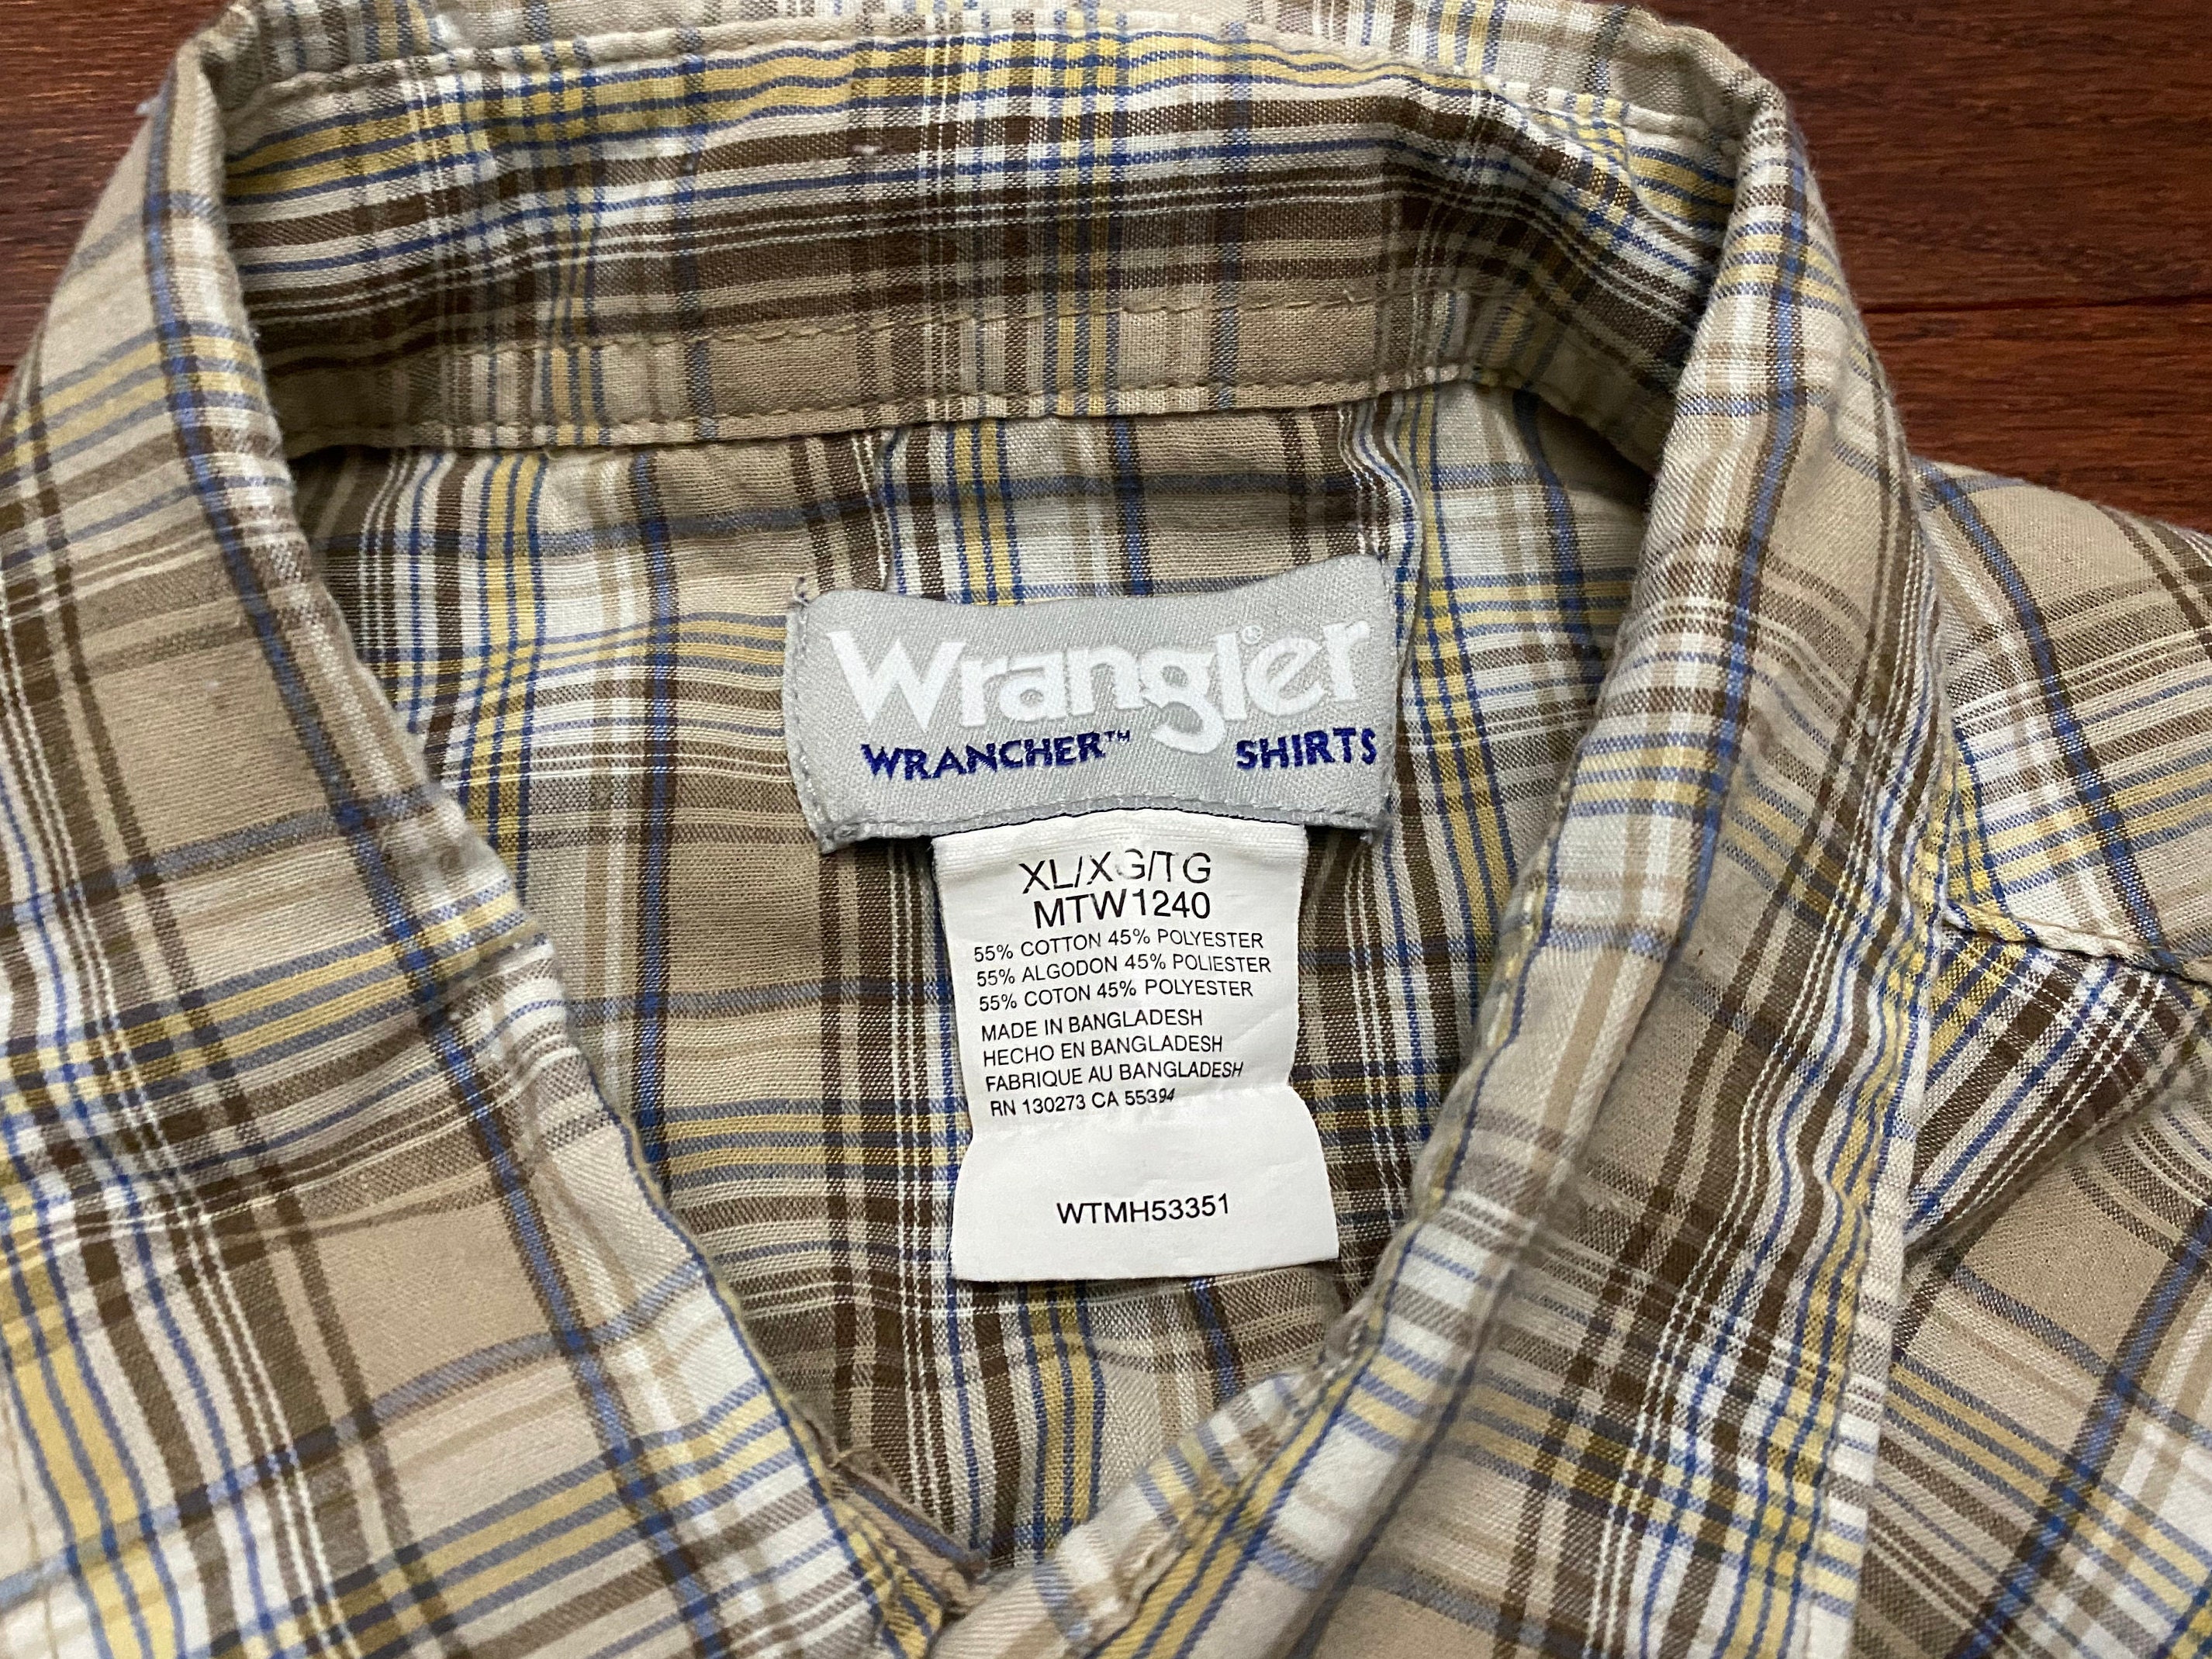 Wrangler®
WRANCHER™ SHIRTS
XL/XG/TG
MTW1240
55% COTTON 45% POLYESTER
55% ALGODON 45% POLIESTER
55% COTON 45% POLYESTER
MADE IN BANGLADESH
HECHO EN BANGLADESH
FABRIQUE AU BANGLADESH
RN 130273 CA 55394
WTMH53351